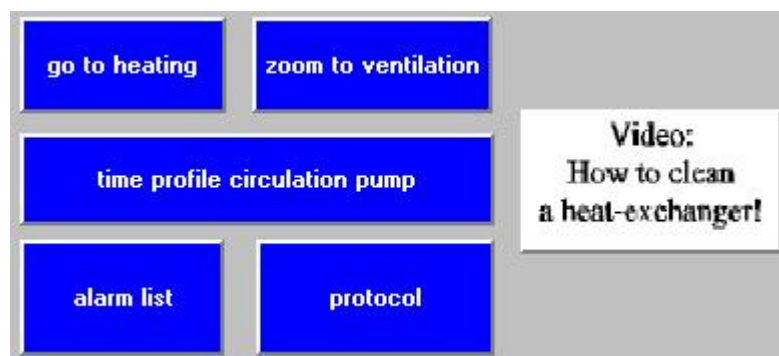 go to heating
zoom to ventilation
time profile circulation pump
Video:
How to clean
a heat-exchanger!
alarm list
protocol